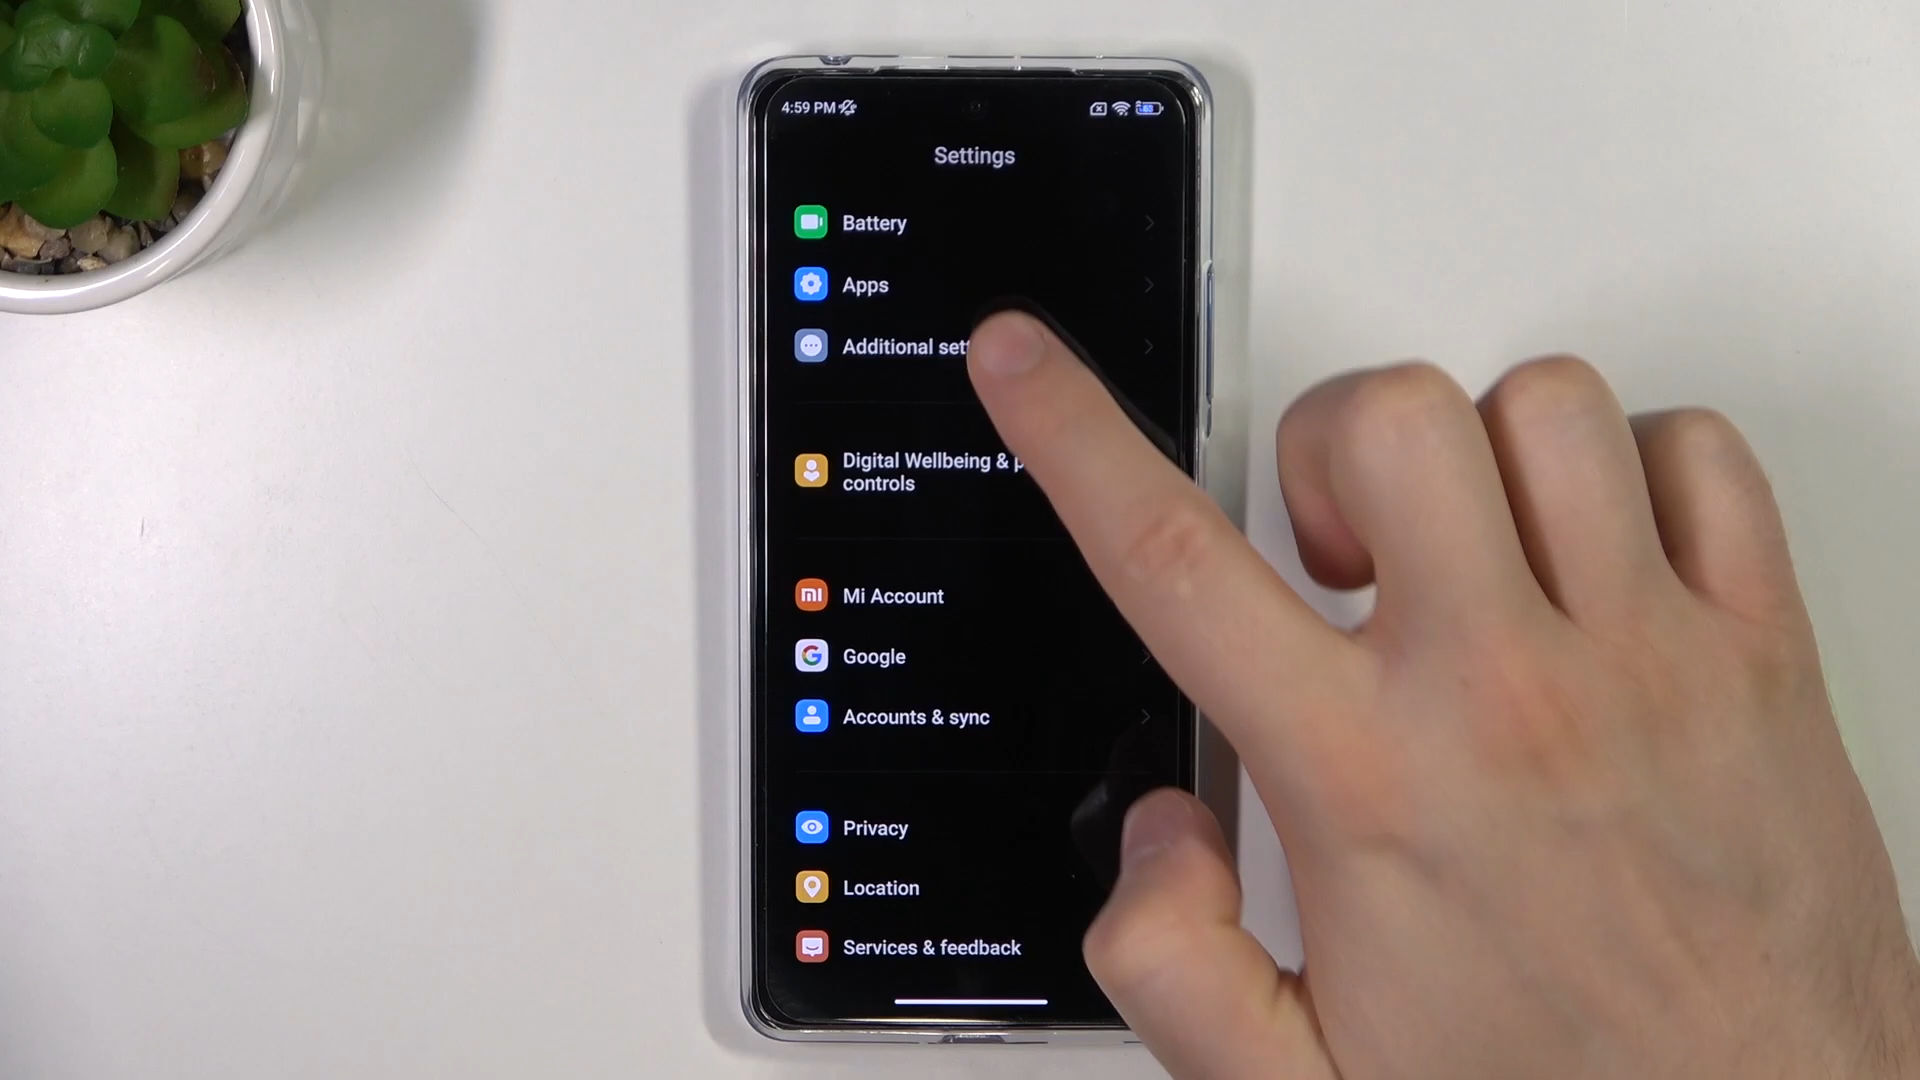 4:59 PM
Settings
Battery
Apps
Additional
Digital Wellbeing &
controls
mi
Mi Account
G
Google
Accounts & sync
Privacy
Location
Services & feedback